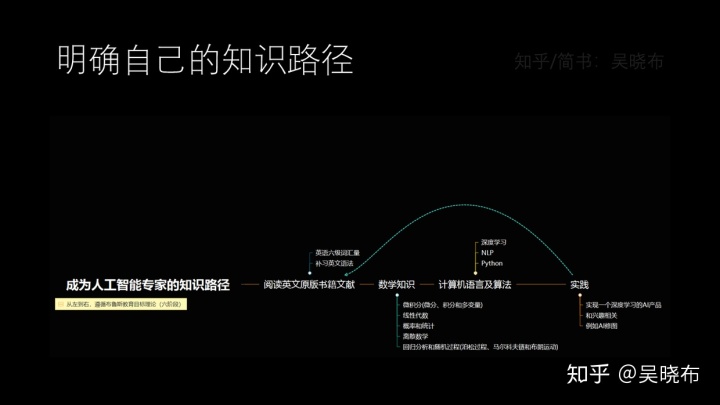 明确自己的知识路径
知乎/简书：吴晓布
英语六级词汇量
补习英文语法
深度学习
NLP
Python
成为人工智能专家的知识路径
阅读英文原版书籍文献
数学知识
计算机语言及算法
实践
从左到右，遵循布鲁斯教育目标理论（六阶段）
微积分(微分、积分和多变量)
线性代数
概率和统计
离散数学
回归分析和随机过程(泊松过程、马尔科夫链和布朗运动)
实现一个深度学习的AI产品
和兴趣相关
例如AI修图
知乎 @吴晓布